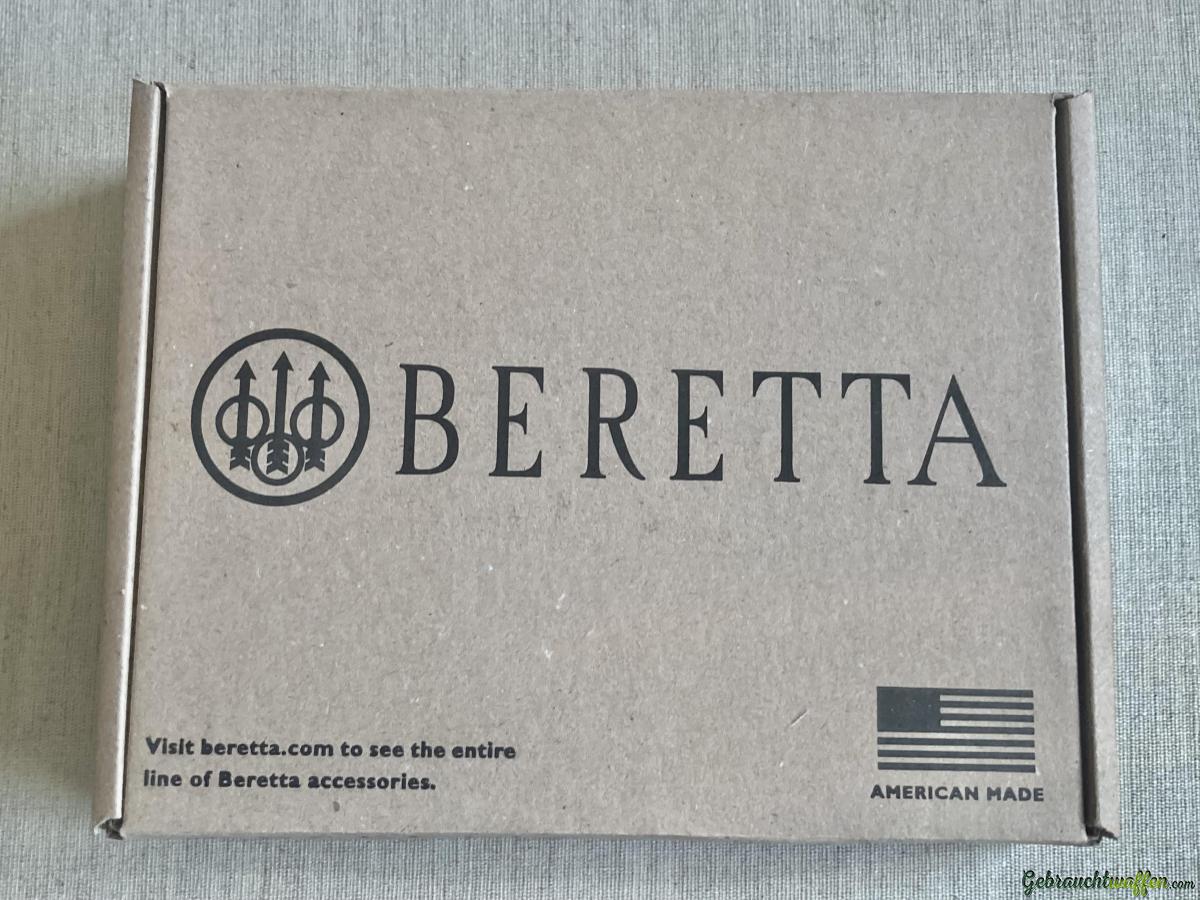 BERETTA
Visit beretta.com to see the entire
line of Beretta accessories.
AMERICAN MADE
Gebrauchtwaffen.com